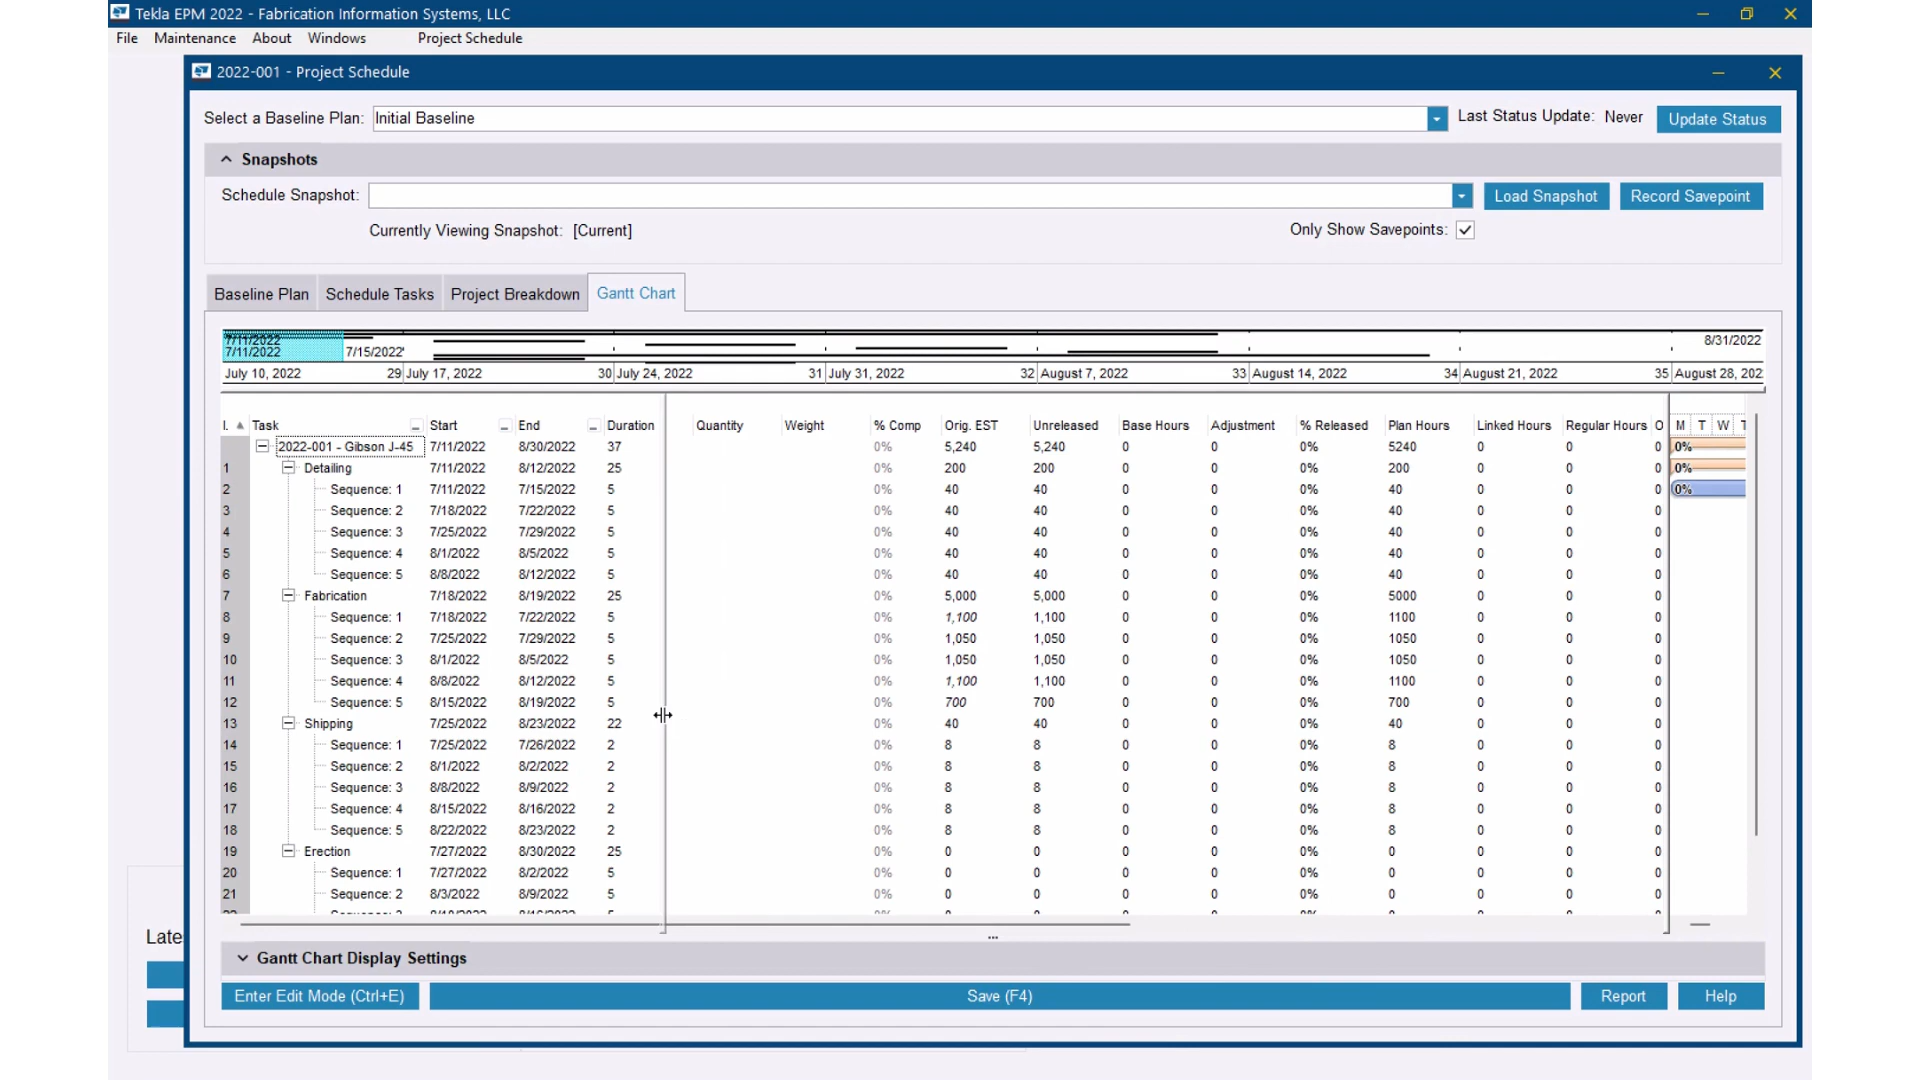 Tekla EPM 2022 - Fabrication Information Systems, LLC
File Maintenance About Windows Project Schedule
2022-001 - Project Schedule
Select a Baseline Plan: Initial Baseline Last Status Update: Never Update Status
Snapshots
Schedule Snapshot: Load Snapshot Record Savepoint
Currently Viewing Snapshot: [Current] Only Show Savepoints:
Baseline Plan Schedule Tasks Project Breakdown Gantt Chart
7/11/2022 8/31/2022
7/11/2022 7/15/2022
July 10, 2022 29 July 17, 2022 30 July 24, 2022 31 July 31, 2022 32 August 7, 2022 33 August 14, 2022 34 August 21, 2022 35 August 28, 202
I. Task Start End Duration Quantity Weight % Comp Orig. EST Unreleased Base Hours Adjustment % Released Plan Hours Linked Hours Regular Hours O M T W T
2022-001 - Gibson J-45 7/11/2022 8/30/2022 37 0% 5,240 5,240 0 0 0% 5240 0 0 0 0%
1 Detailing 7/11/2022 8/12/2022 25 0% 200 200 0 0 0% 200 0 0 0 0%
2 Sequence: 1 7/11/2022 7/15/2022 5 0% 40 40 0 0 0% 40 0 0 0 0%
3 Sequence: 2 7/18/2022 7/22/2022 5 0% 40 40 0 0 0% 40 0 0 0
4 Sequence: 3 7/25/2022 7/29/2022 5 0% 40 40 0 0 0% 40 0 0 0
5 Sequence: 4 8/1/2022 8/5/2022 5 0% 40 40 0 0 0% 40 0 0 0
6 Sequence: 5 8/8/2022 8/12/2022 5 0% 40 40 0 0 0% 40 0 0 0
7 Fabrication 7/18/2022 8/19/2022 25 0% 5,000 5,000 0 0 0% 5000 0 0 0
8 Sequence: 1 7/18/2022 7/22/2022 5 0% 1,100 1,100 0 0 0% 1100 0 0 0
9 Sequence: 2 7/25/2022 7/29/2022 5 0% 1,050 1,050 0 0 0% 1050 0 0 0
10 Sequence: 3 8/1/2022 8/5/2022 5 0% 1,050 1,050 0 0 0% 1050 0 0 0
11 Sequence: 4 8/8/2022 8/12/2022 5 0% 1,100 1,100 0 0 0% 1100 0 0 0
12 Sequence: 5 8/15/2022 8/19/2022 5 0% 700 700 0 0 0% 700 0 0 0
13 Shipping 7/25/2022 8/23/2022 22 0% 40 40 0 0 0% 40 0 0 0
14 Sequence: 1 7/25/2022 7/26/2022 2 0% 8 8 0 0 0% 8 0 0 0
15 Sequence: 2 8/1/2022 8/2/2022 2 0% 8 8 0 0 0% 8 0 0 0
16 Sequence: 3 8/8/2022 8/9/2022 2 0% 8 8 0 0 0% 8 0 0 0
17 Sequence: 4 8/15/2022 8/16/2022 2 0% 8 8 0 0 0% 8 0 0 0
18 Sequence: 5 8/22/2022 8/23/2022 2 0% 8 8 0 0 0% 8 0 0 0
19 Erection 7/27/2022 8/30/2022 25 0% 0 0 0 0 0% 0 0 0 0
20 Sequence: 1 7/27/2022 8/2/2022 5 0% 0 0 0 0 0% 0 0 0 0
21 Sequence: 2 8/3/2022 8/9/2022 5 0% 0 0 0 0 0% 0 0 0 0
Late
Gantt Chart Display Settings
Enter Edit Mode (Ctrl+E) Save (F4) Report Help